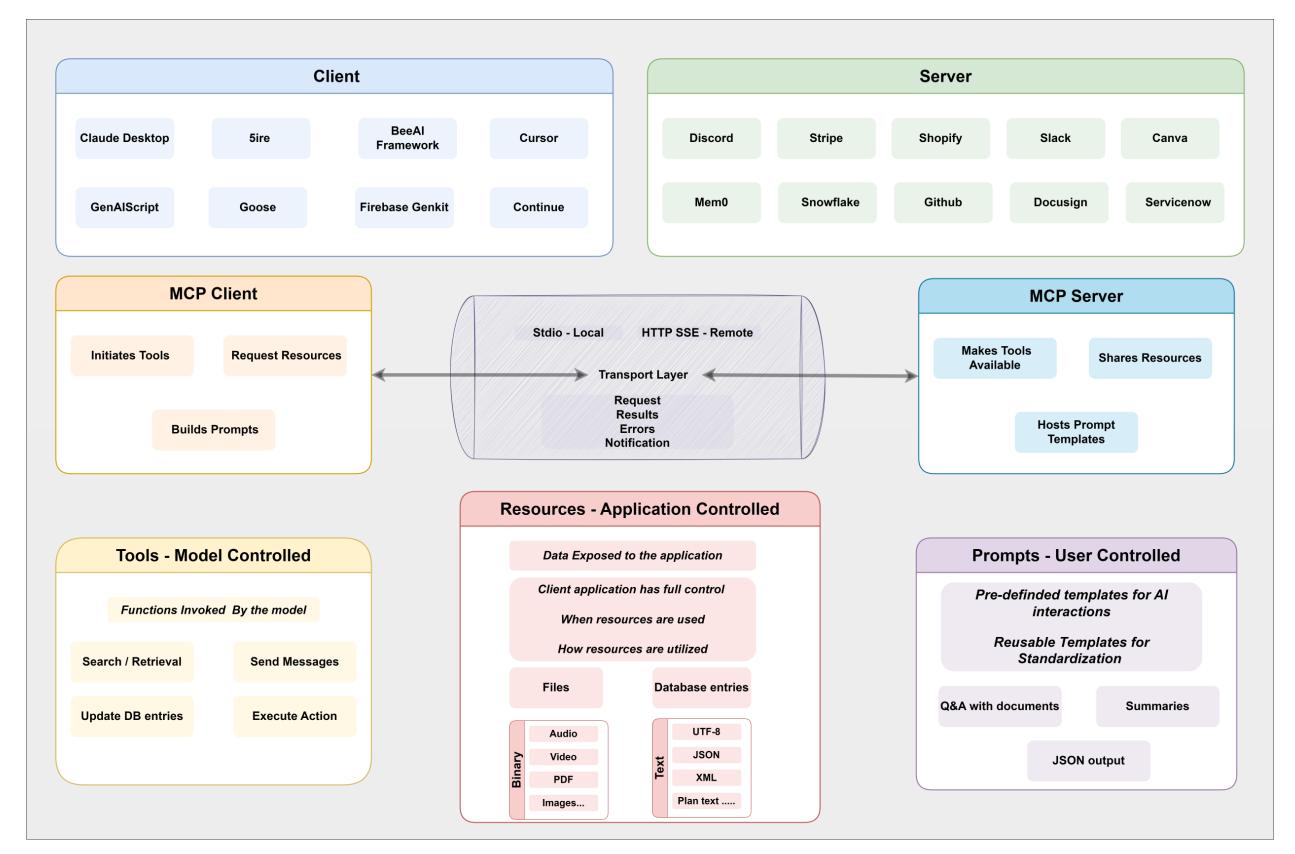 Client
Claude Desktop
5ire
BeeAI
Framework
Cursor
GenAIScript
Goose
Firebase Genkit
Continue
Server
Discord
Stripe
Shopify
Slack
Canva
Mem0
Snowflake
Github
Docusign
Servicenow
MCP Client
Initiates Tools
Request Resources
Builds Prompts
Stdio - Local
HTTP SSE - Remote
Transport Layer
Request
Results
Errors
Notification
MCP Server
Makes Tools
Available
Shares Resources
Hosts Prompt
Templates
Tools - Model Controlled
Functions Invoked By the model
Search / Retrieval
Send Messages
Update DB entries
Execute Action
Resources - Application Controlled
Data Exposed to the application
Client application has full control
When resources are used
How resources are utilized
Files
Database entries
Binary
Audio
Video
PDF
Images...
Text
UTF-8
JSON
XML
Plan text .....
Prompts - User Controlled
Pre-definded templates for AI
interactions
Reusable Templates for
Standardization
Q&A with documents
Summaries
JSON output